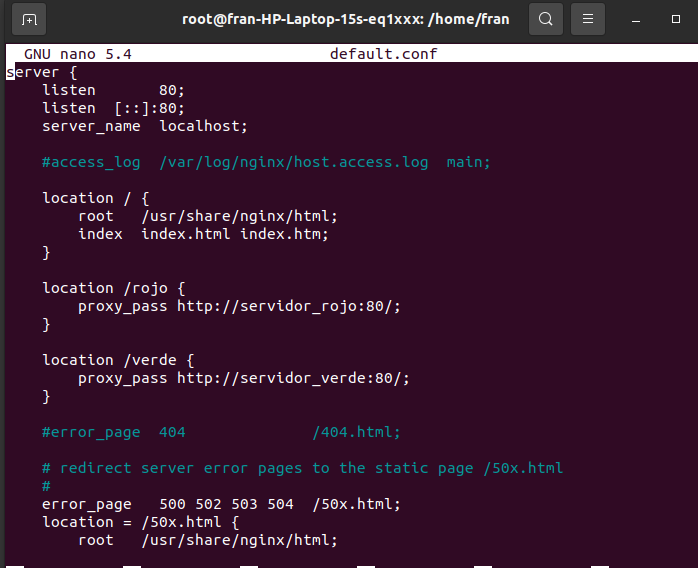 root@fran-HP-Laptop-15s-eq1xxx: /home/fran
GNU nano 5.4 default.conf
server {
    listen       80;
    listen  [::]:80;
    server_name  localhost;

    #access_log  /var/log/nginx/host.access.log  main;

    location / {
        root   /usr/share/nginx/html;
        index  index.html index.htm;
    }

    location /rojo {
        proxy_pass http://servidor_rojo:80/;
    }

    location /verde {
        proxy_pass http://servidor_verde:80/;
    }

    #error_page  404              /404.html;

    # redirect server error pages to the static page /50x.html
    #
    error_page   500 502 503 504  /50x.html;
    location = /50x.html {
        root   /usr/share/nginx/html;